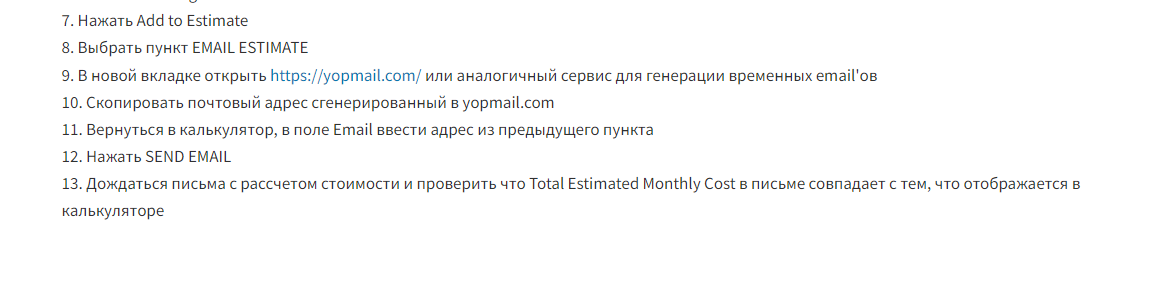 7. Нажать Add to Estimate
8. Выбрать пункт EMAIL ESTIMATE
9. В новой вкладке открыть https://yopmail.com/ или аналогичный сервис для генерации временных email'ов
10. Скопировать почтовый адрес сгенерированный в yopmail.com
11. Вернуться в калькулятор, в поле Email ввести адрес из предыдущего пункта
12. Нажать SEND EMAIL
13. Дождаться письма с рассчетом стоимости и проверить что Total Estimated Monthly Cost в письме совпадает с тем, что отображается в
калькуляторе